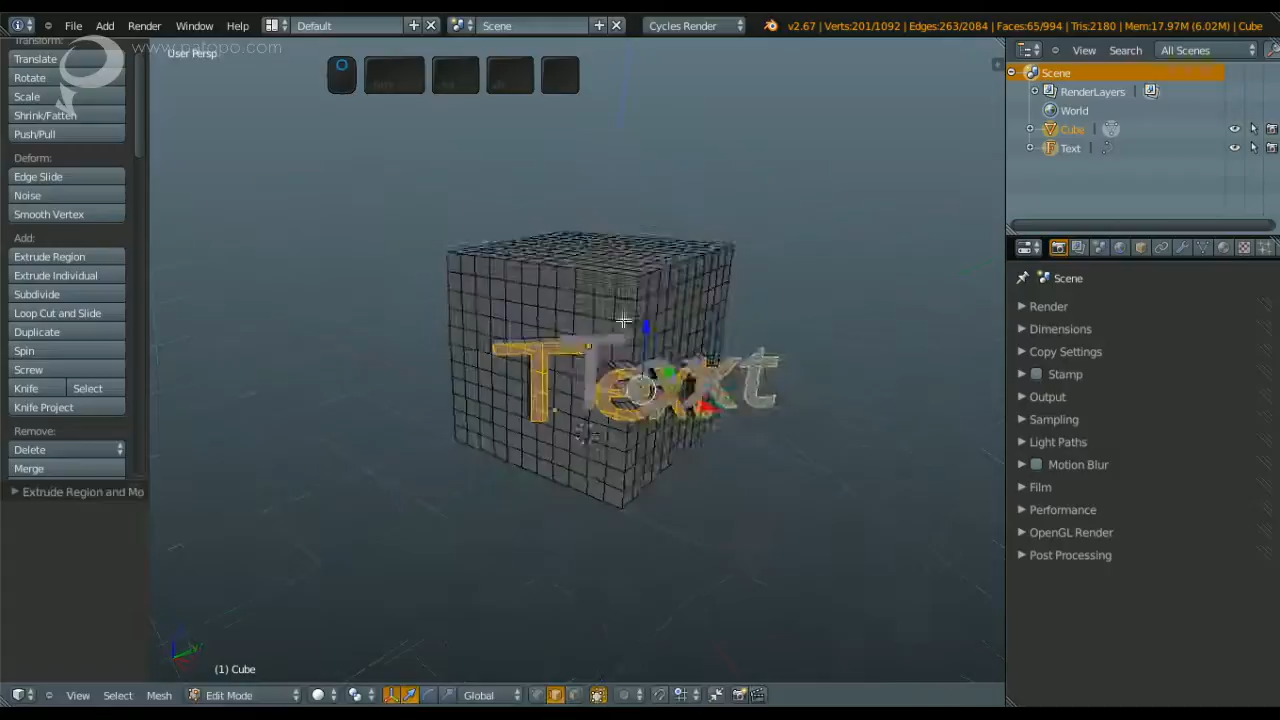 File Add Render Window Help Default Scene Cycles Render v2.67 | Verts:201/1092 | Edges:263/2084 | Faces:65/994 | Tris:2180 | Mem:17.97M (6.02M) | Cube
www.patopo.com
User Persp
Transform:
Translate
Rotate
Scale
Shrink/Fatten
Push/Pull
Deform:
Edge Slide
Noise
Smooth Vertex
Add:
Extrude Region
Extrude Individual
Subdivide
Loop Cut and Slide
Duplicate
Spin
Screw
Knife Select
Knife Project
Remove:
Delete
Merge
Extrude Region and Mo
Text
(1) Cube
View Select Mesh Edit Mode Global
View Search All Scenes
Scene
RenderLayers
World
Cube
Text
Scene
Render
Dimensions
Copy Settings
Stamp
Output
Sampling
Light Paths
Motion Blur
Film
Performance
OpenGL Render
Post Processing